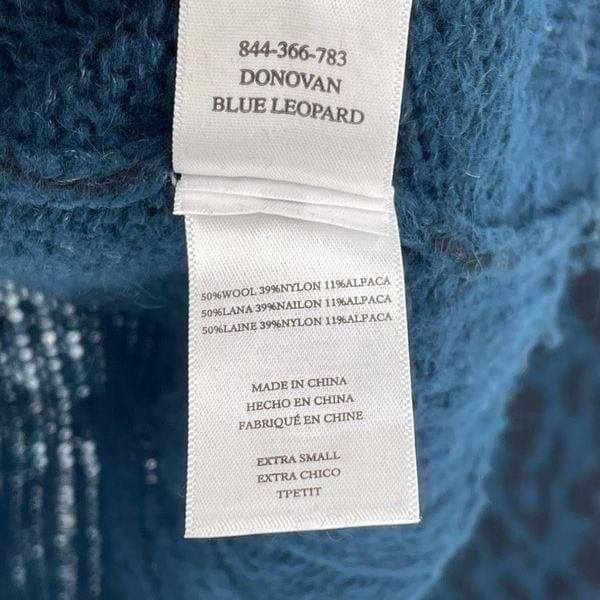 844-366-783
DONOVAN
BLUE LEOPARD
50%WOOL 39%NYLON 11%ALPACA
50%LANA 39%NAILON 11%ALPACA
50%LAINE 39%NYLON 11%ALPACA
MADE IN CHINA
HECHO EN CHINA
FABRIQUÉ EN CHINE
EXTRA SMALL
EXTRA CHICO
TPETIT